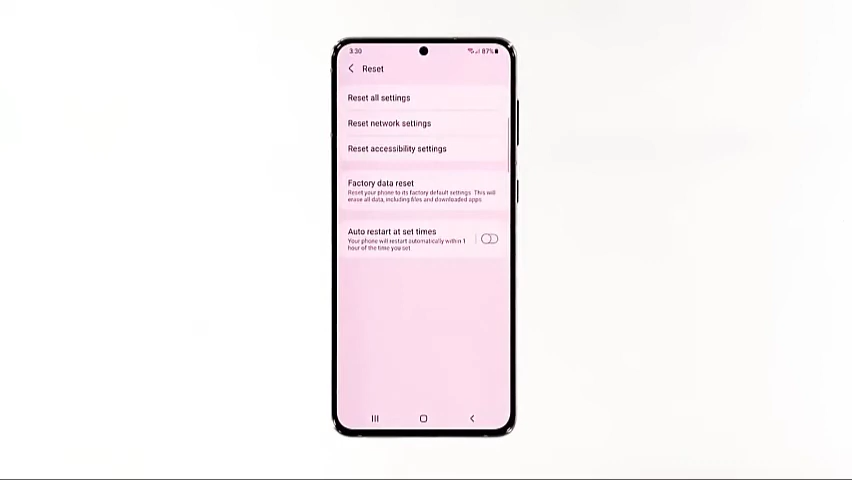 3:30
87%
Reset
Reset all settings
Reset network settings
Reset accessibility settings
Factory data reset
Reset your phone to its factory default settings. This will
erase all data, including files and downloaded apps.
Auto restart at set times
Your phone will restart automatically within 1
hour of the time you set.